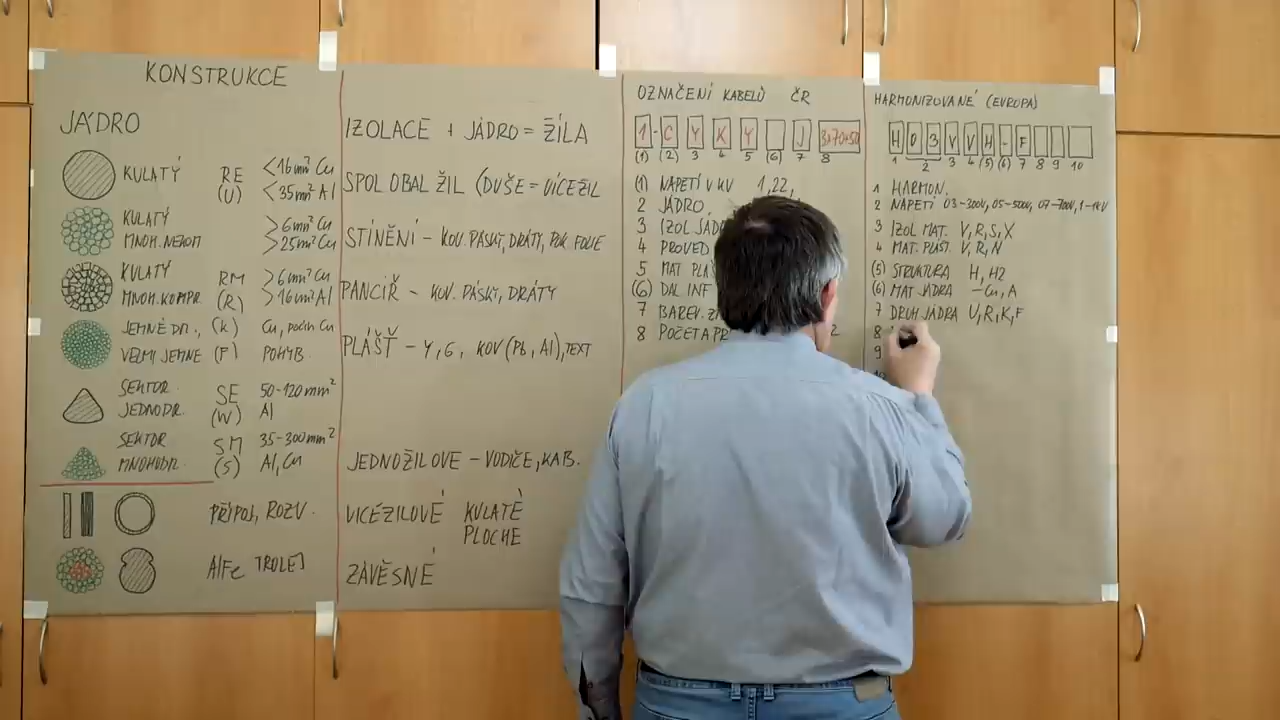 KONSTRUKCE
JÁDRO
KULATÝ RE <16mm² Cu
(U) <35mm² Al
KULATÝ >6mm² Cu
MNOH.NEKOM >25mm² Cu
KULATÝ RM >6mm² Cu
MNOH.KOMPR. (R) >16mm² Al
JEMNĚ DR., (K) Cu, pocín Cu
VELMI JEMNĚ (F) POHYB.
SEKTOR. SE 50-120mm²
JEDNODR. (W) Al
SEKTOR SM 35-300mm²
MNOHODR. (S) Al, Cu
PŘÍPOJ, ROZV.
AlFe TROLEJ
IZOLACE + JÁDRO = ŽÍLA
SPOL OBAL ŽIL (DUŠE = VÍCEŽIL
STÍNĚNÍ - KOV. PÁSKY, DRÁTY, POK. FOLIE
PANCÍŘ - KOV. PÁSKY, DRÁTY
PLÁŠŤ - Y, G, KOV (Pb, Al), TEXT
JEDNOŽILOVÉ - VODIČE, KAB.
VÍCEŽILOVÉ KULATÉ
PLOCHÉ
ZÁVĚSNÉ
OZNAČENÍ KABELŮ ČR
1 - C Y K Y J 3x70+50
(1) (2) 3 4 5 (6) 7 8
(1) NAPĚTÍ V KV 1, 22,
2 JÁDRO
3 IZOL JÁD
4 PROVED
5 MAT PLÁ
(6) DAL INF
7 BAREV. Z
8 POČET A PR 2
HARMONIZOVANÉ (EVROPA)
H 0 3 V V H - F
1 2 3 4 (5) (6) 7 8 9 10
1 HARMON.
2 NAPĚTÍ 03-300V, 05-500V, 07-700V, 1-1KV
3 IZOL MAT. V, R, S, X
4 MAT. PLÁŠT. V, R, N
(5) STRUKTURA H, H2
(6) MAT JÁDRA -Cu, A
7 DRUH JÁDRA U, R, K, F
8
9
10